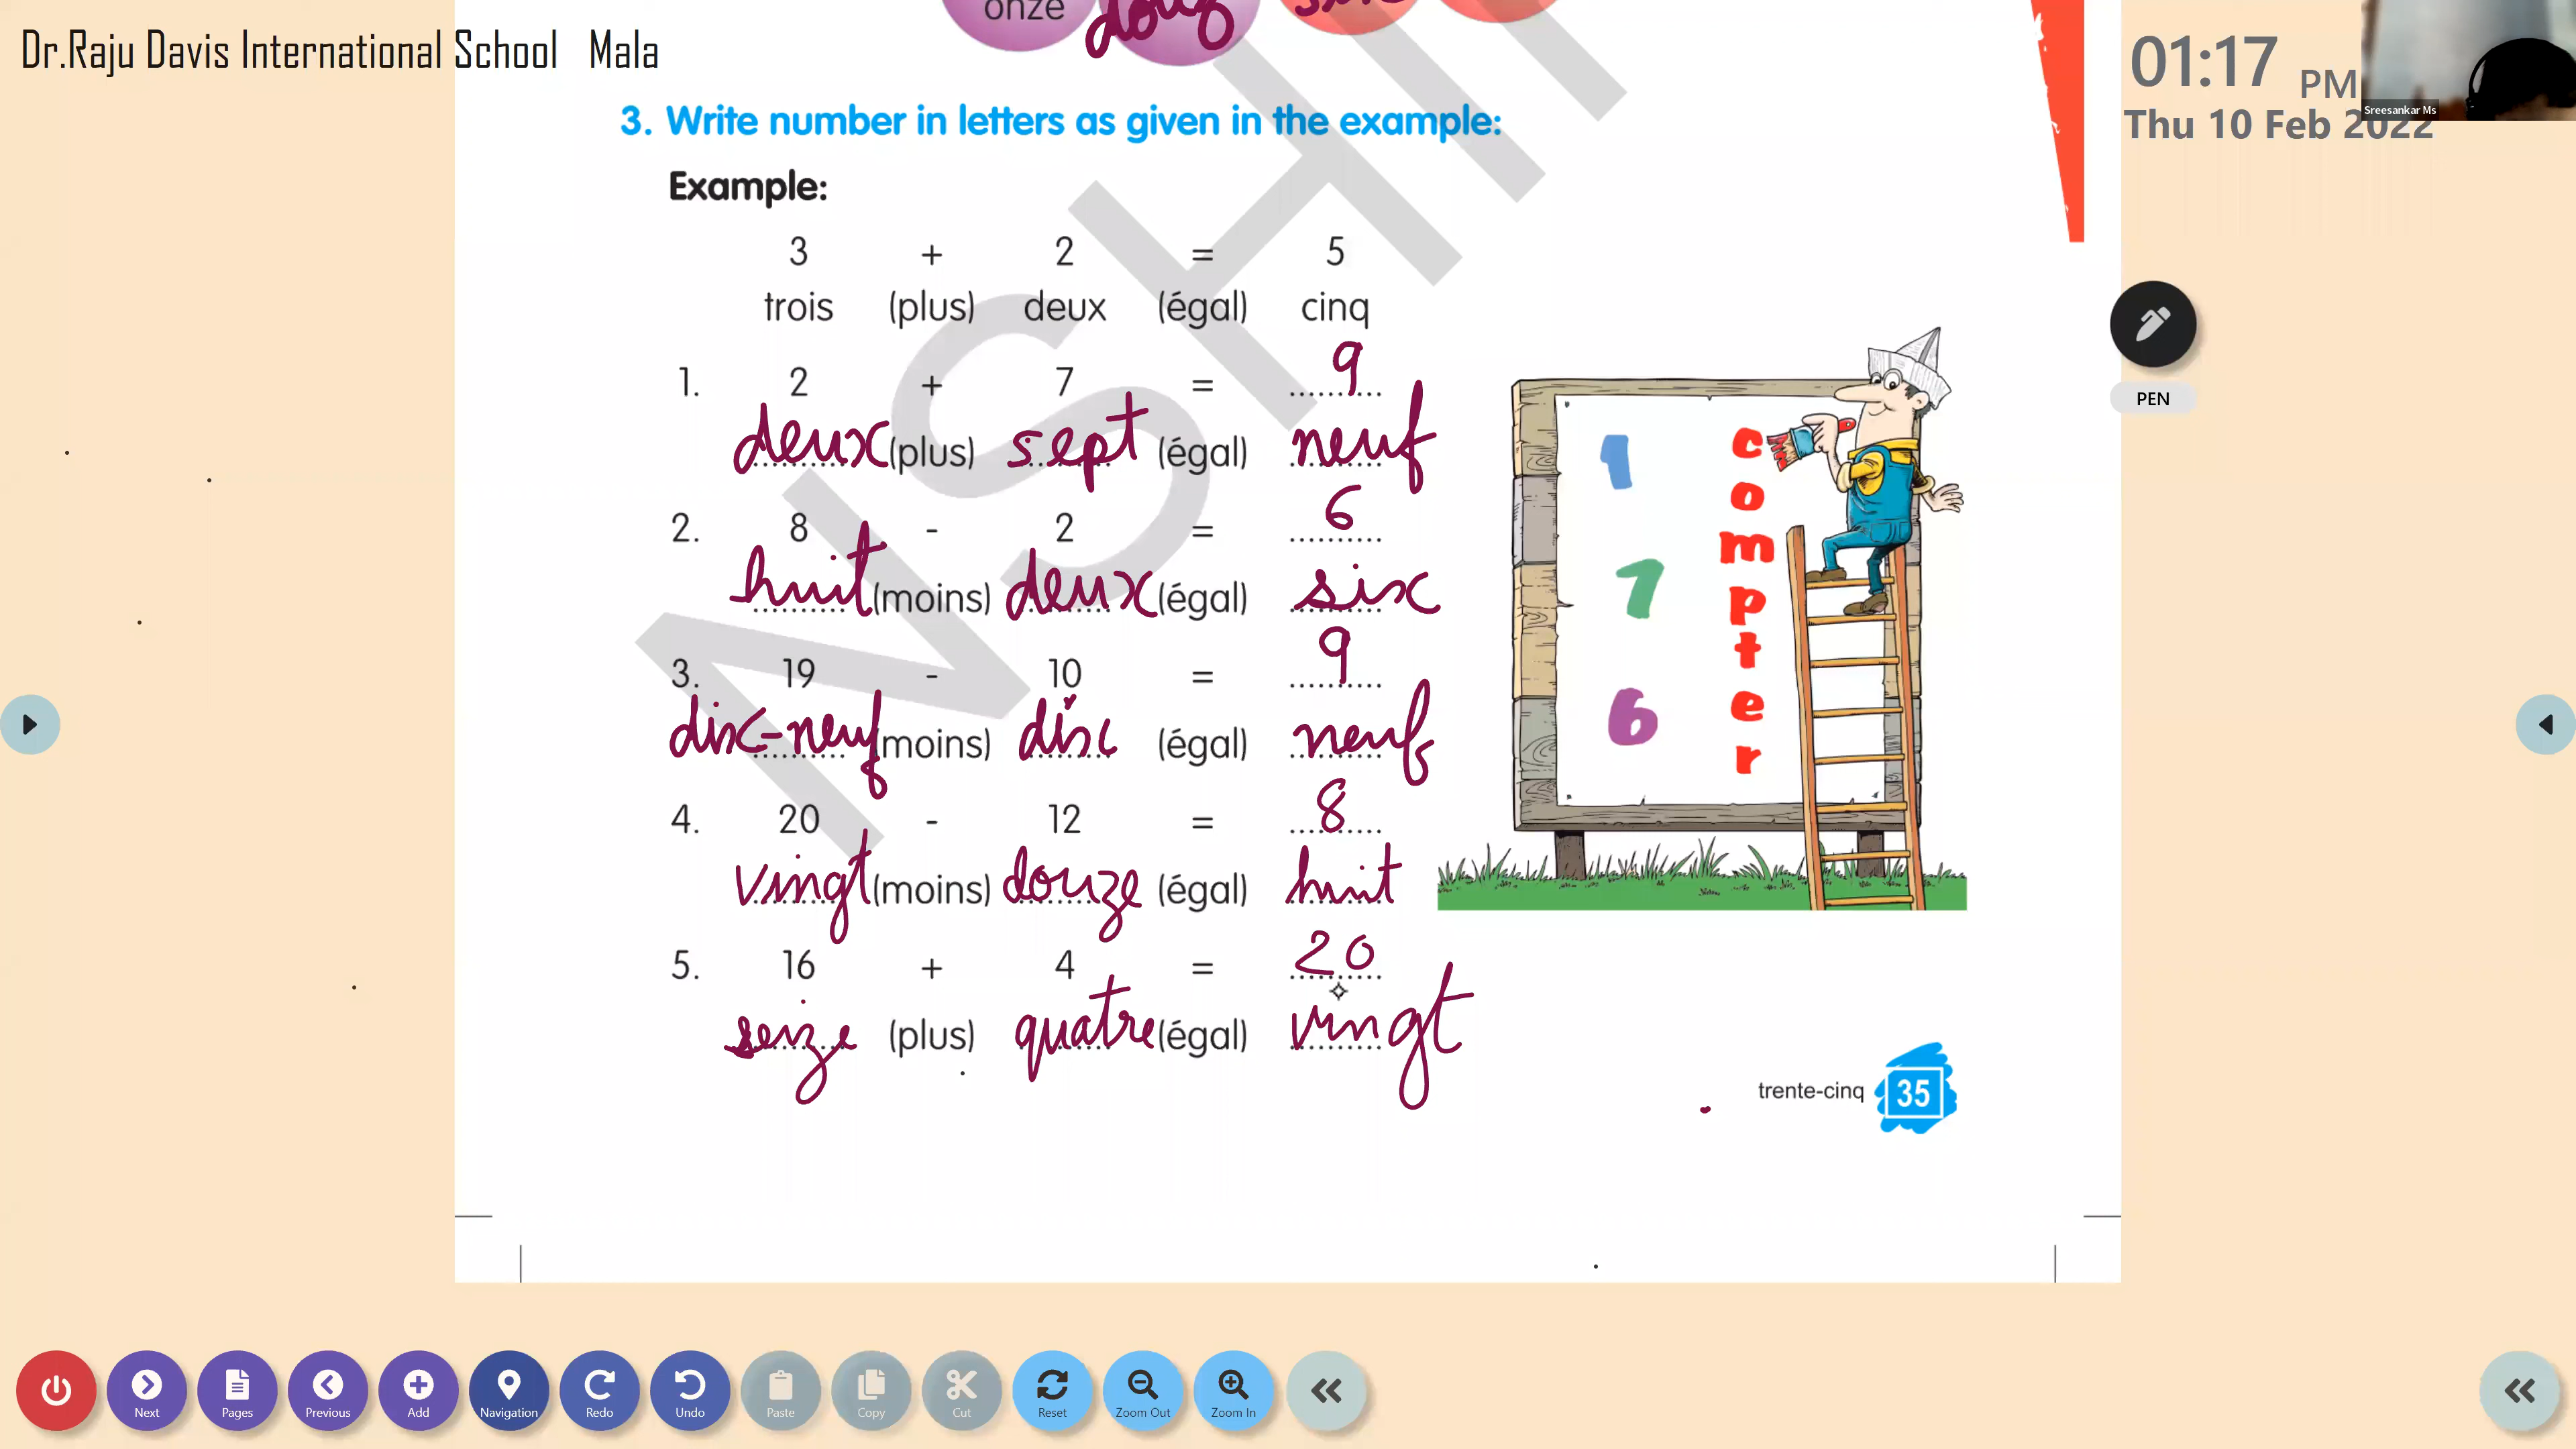 Dr.Raju Davis International School Mala
01:17 PM
Thu 10 Feb 2022
Sreesankar Ms
onze
3. Write number in letters as given in the example:
Example:
3 + 2 = 5
trois (plus) deux (égal) cinq
1. 2 + 7 = 9
deux (plus) sept (égal) neuf
2. 8 - 2 = 6
huit (moins) deux (égal) six
3. 19 - 10 = 9
dix-neuf (moins) dix (égal) neuf
4. 20 - 12 = 8
vingt (moins) douze (égal) huit
5. 16 + 4 = 20
seize (plus) quatre (égal) vingt
1 7 6
compter
trente-cinq 35
PEN
Next Pages Previous Add Navigation Redo Undo Paste Copy Cut Reset Zoom Out Zoom In